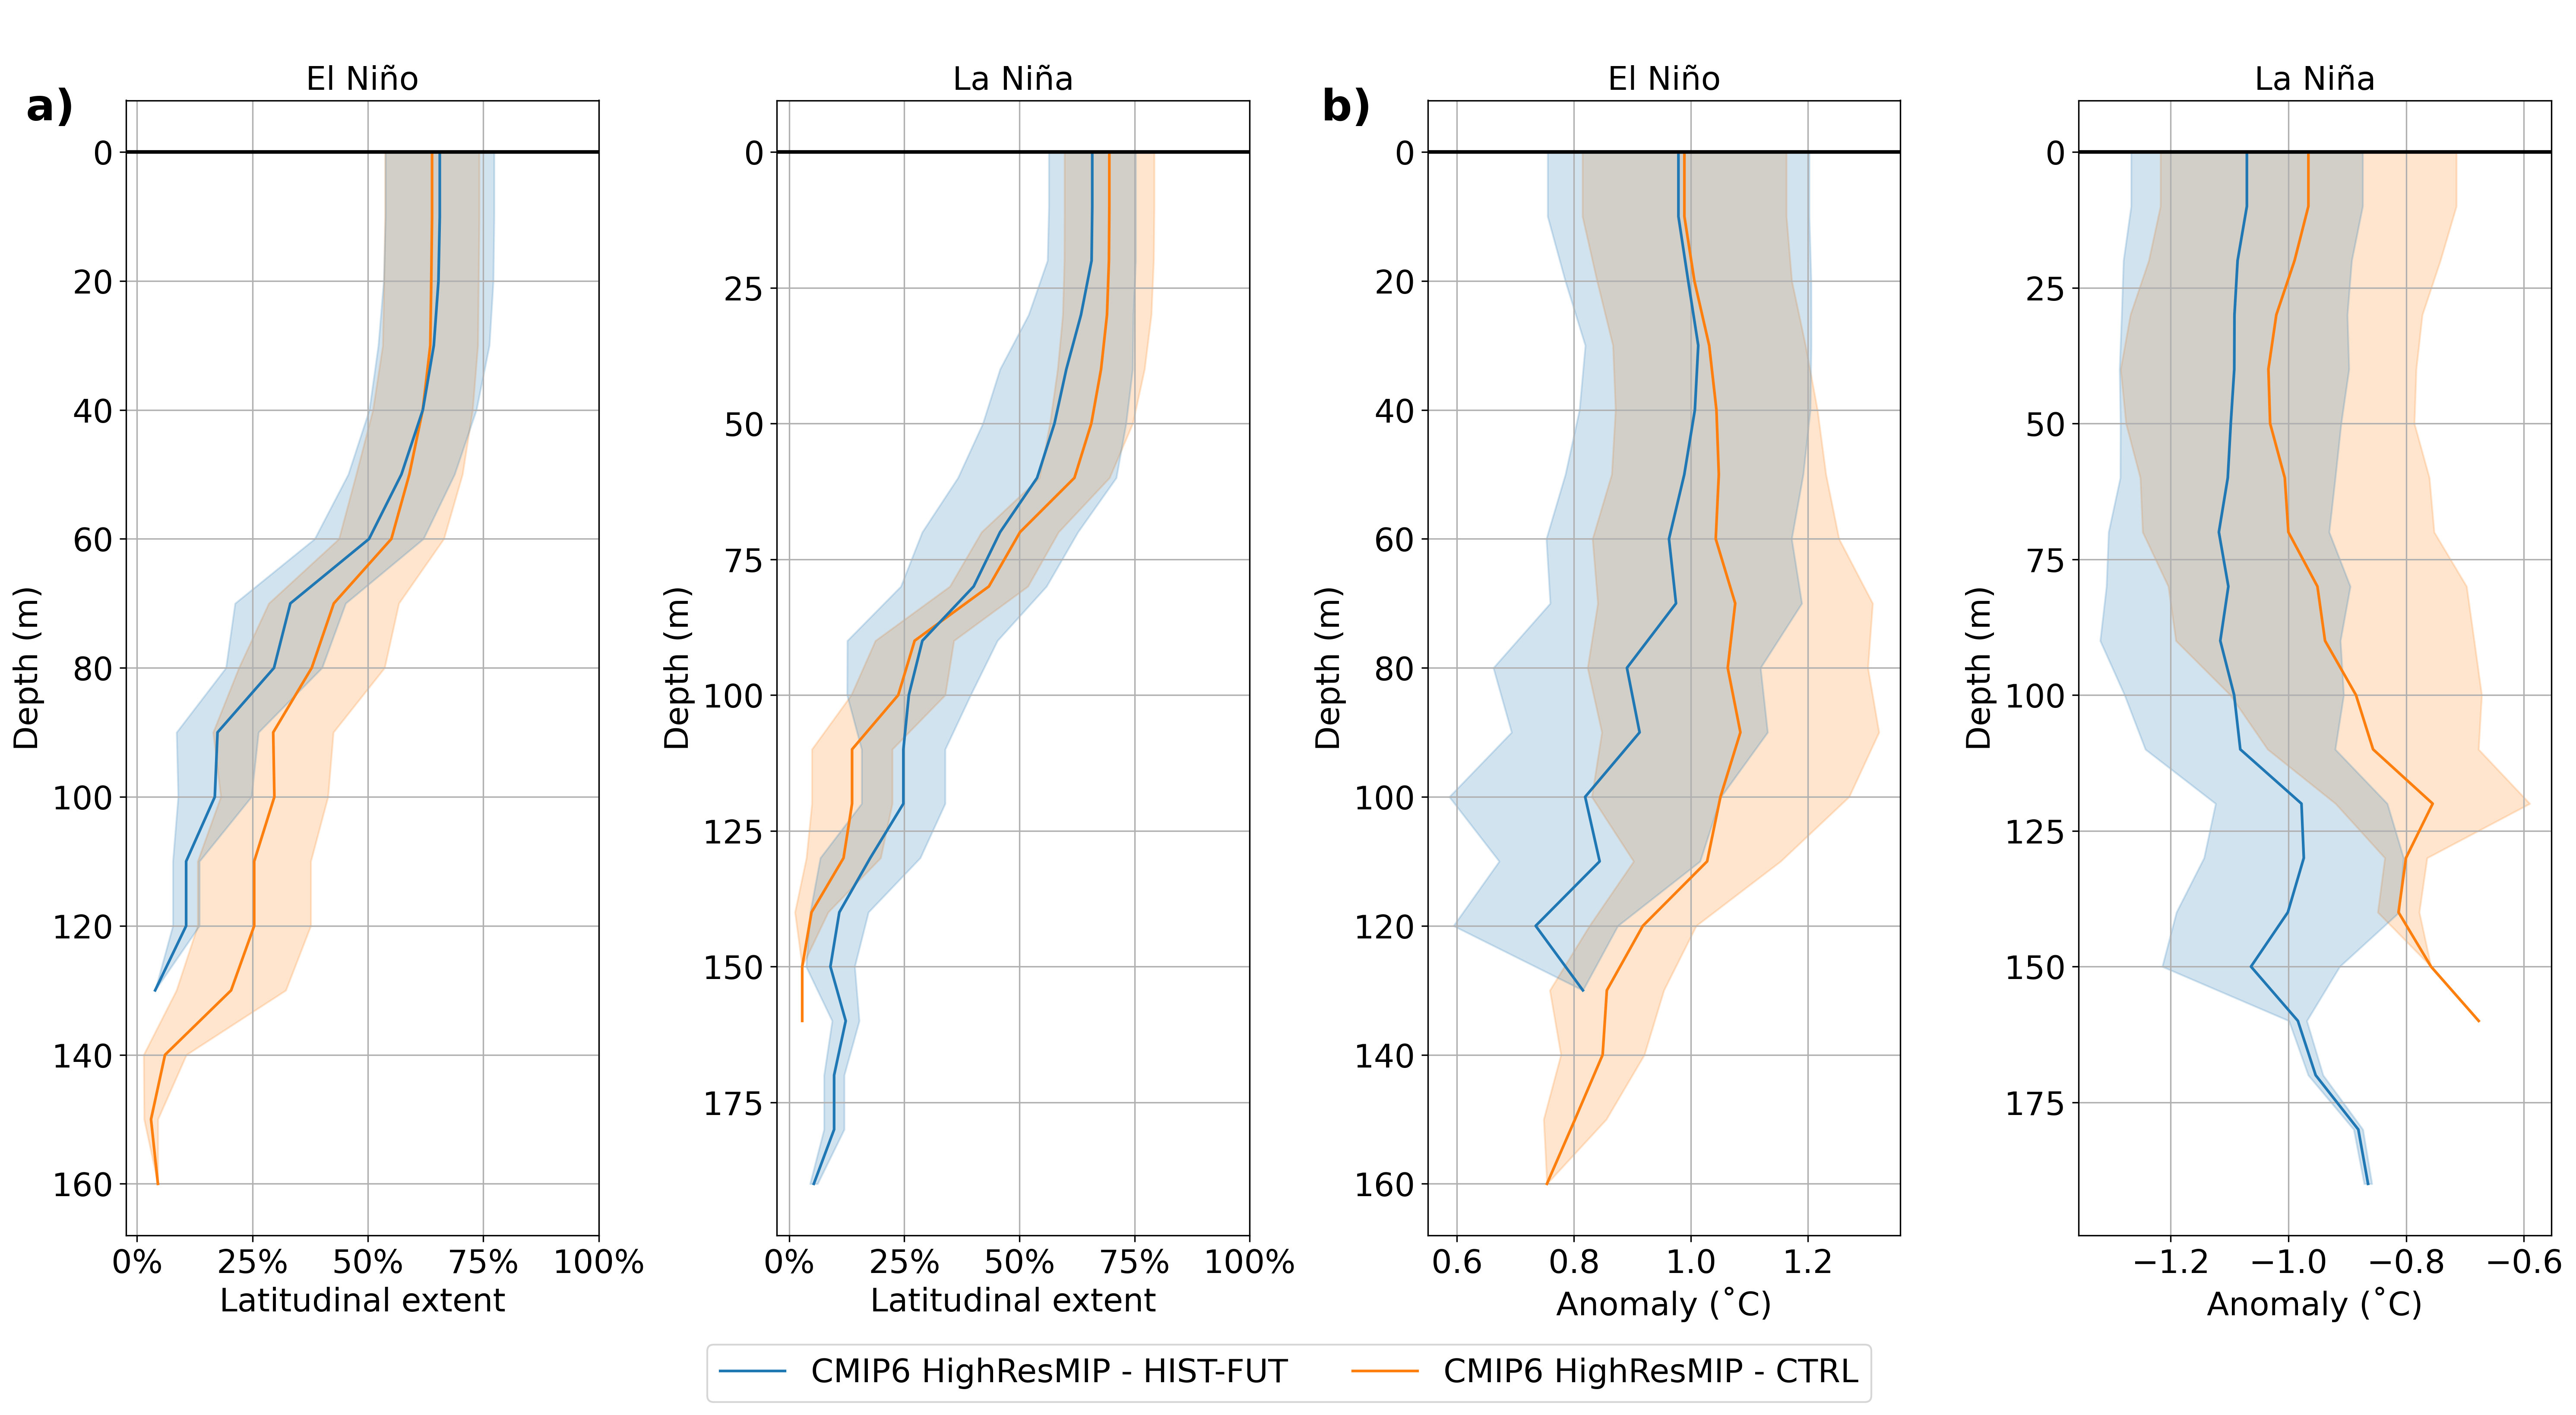 a)
El Niño
0
20
40
60
80
100
120
140
160
Depth (m)
0% 25% 50% 75% 100%
Latitudinal extent
La Niña
0
25
50
75
100
125
150
175
Depth (m)
0% 25% 50% 75% 100%
Latitudinal extent
b)
El Niño
0
20
40
60
80
100
120
140
160
Depth (m)
0.6 0.8 1.0 1.2
Anomaly (˚C)
La Niña
0
25
50
75
100
125
150
175
Depth (m)
−1.2 −1.0 −0.8 −0.6
Anomaly (˚C)
CMIP6 HighResMIP - HIST-FUT
CMIP6 HighResMIP - CTRL